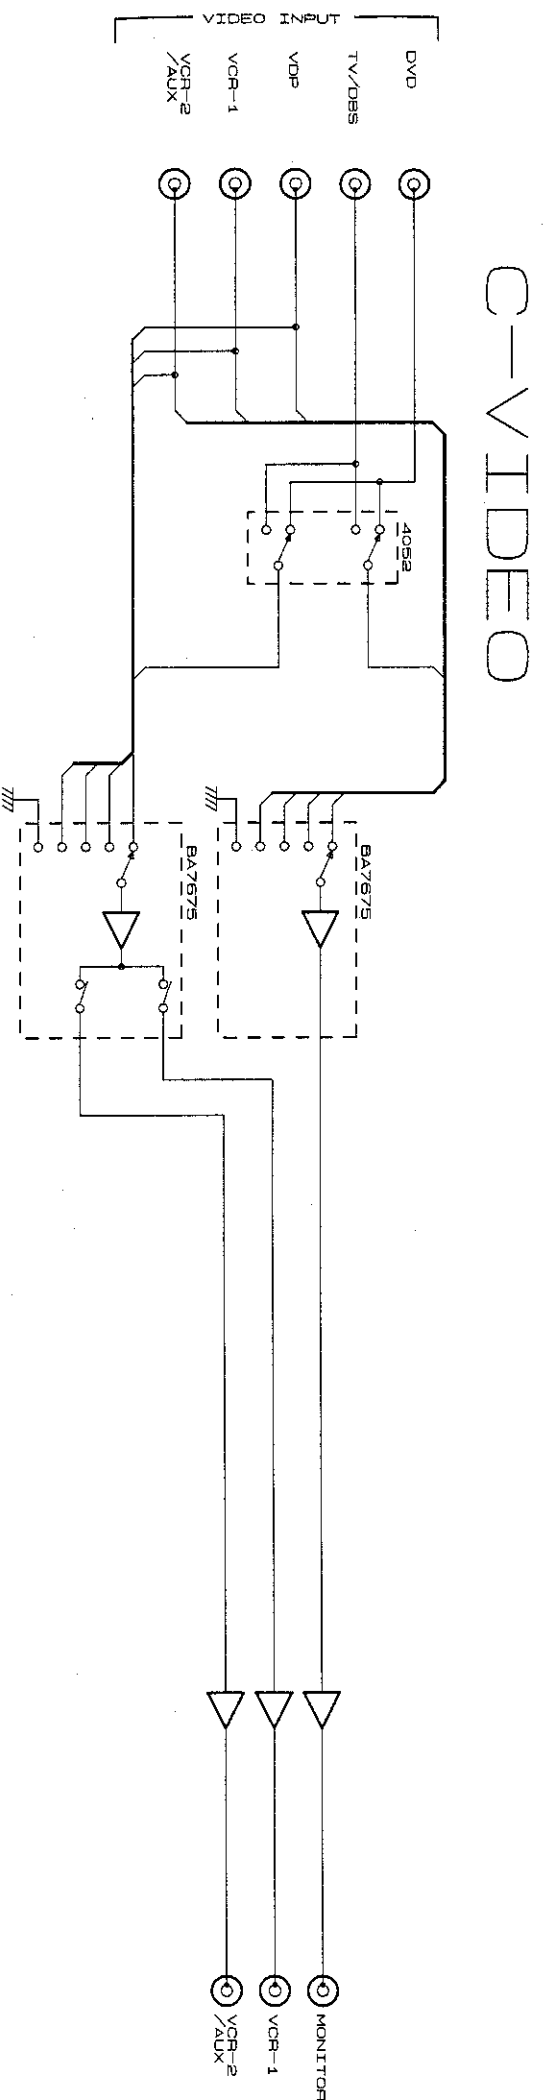 C-VIDEO
VIDEO INPUT
DVD
TV/DBS
VDP
VCR-1
VCR-2
/AUX
4052
BA7675
BA7675
MONITOR
VCR-1
VCR-2
/AUX